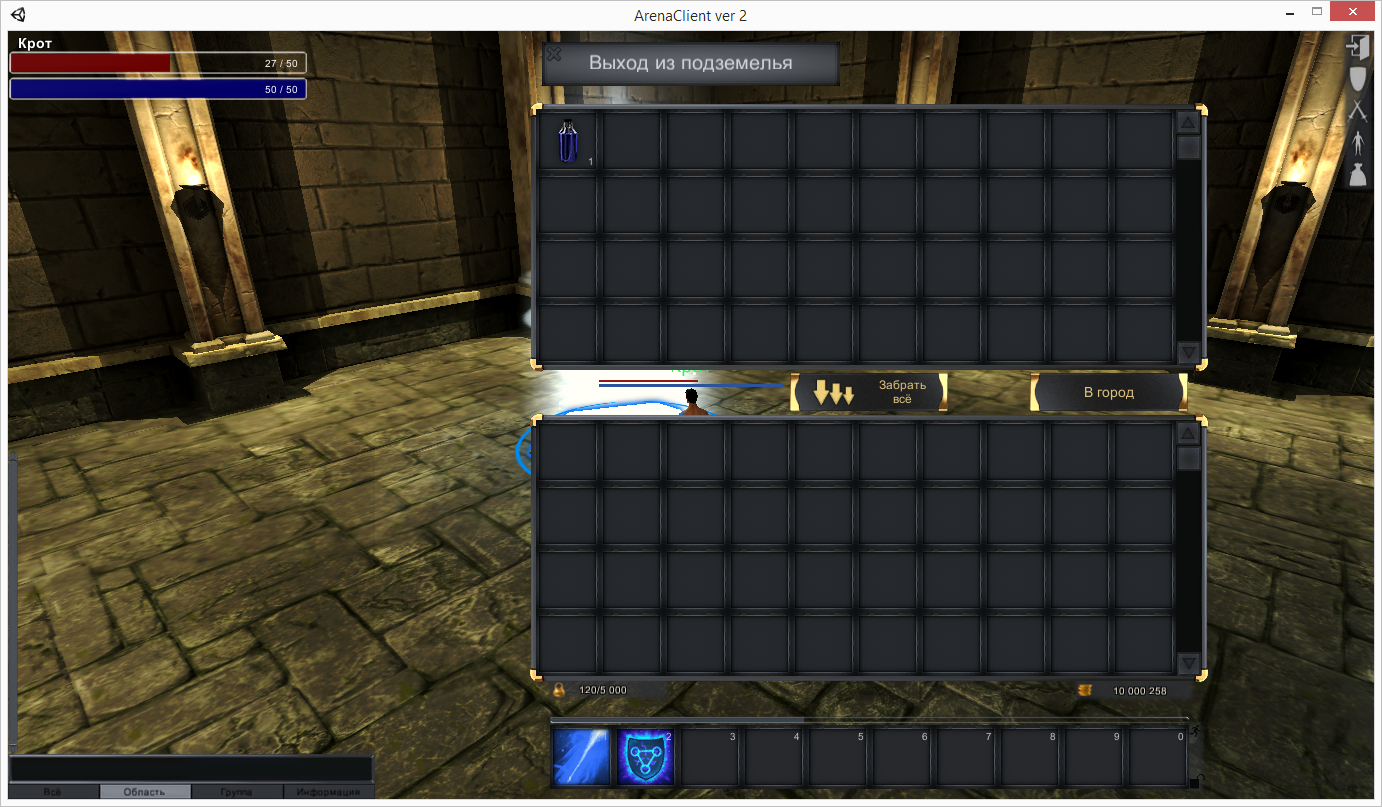 ArenaClient ver 2
Крот
27 / 50
50 / 50
Выход из подземелья
1
Забрать
всё
В город
120/5 000
10 000 258
2
3
4
5
6
7
8
9
0
Всё
Область
Группа
Информация